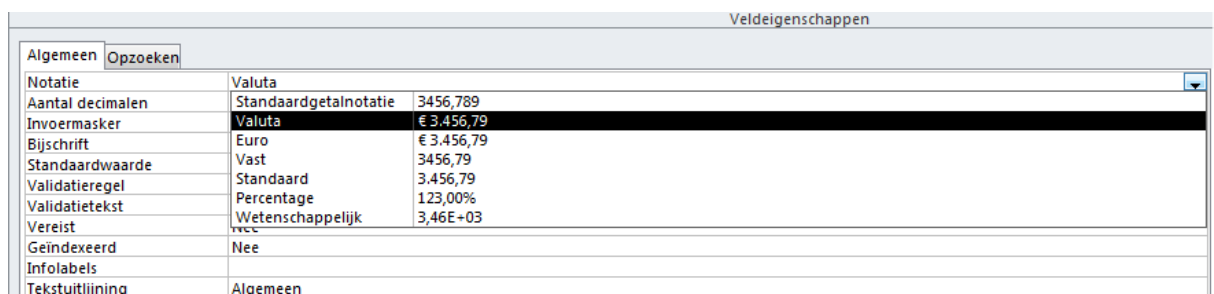 Veldeigenschappen
Algemeen Opzoeken
Notatie Valuta
Aantal decimalen Standaardgetalnotatie 3456,789
Invoermasker Valuta € 3.456,79
Bijschrift Euro € 3.456,79
Standaardwaarde Vast 3456,79
Validatieregel Standaard 3.456,79
Validatietekst Percentage 123,00%
Vereist Wetenschappelijk 3,46E+03
Geïndexeerd Nee
Infolabels
Tekstuitlijning Algemeen